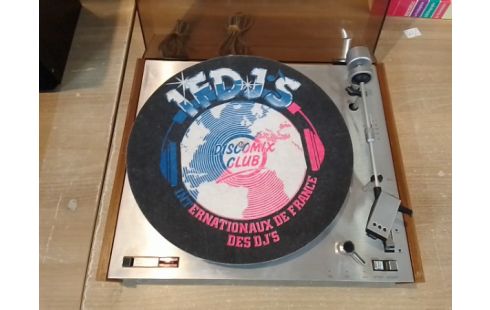 IFDJ'S
DISCOMIX
CLUB
INTERNATIONAUX DE FRANCE
DES DJ'S